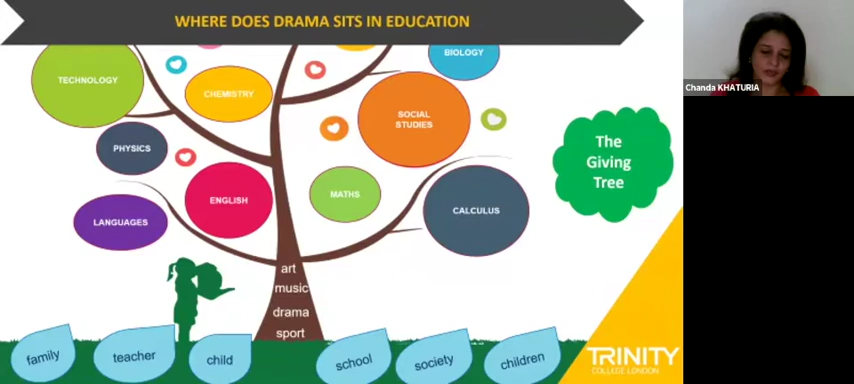 WHERE DOES DRAMA SITS IN EDUCATION
BIOLOGY
TECHNOLOGY
CHEMISTRY
SOCIAL
STUDIES
PHYSICS
ENGLISH
MATHS
LANGUAGES
CALCULUS
The
Giving
Tree
art
music
drama
sport
family
teacher
child
school
society
children
TRINITY
COLLEGE LONDON
Chanda KHATURIA